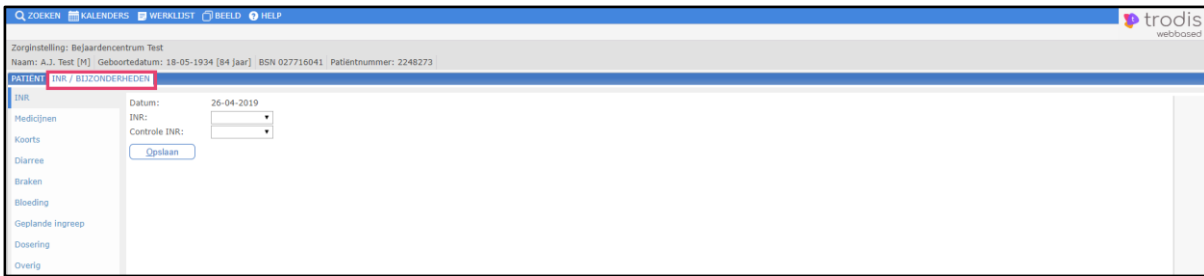 ZOEKEN KALENDERS WERKLIJST BEELD HELP
trodis
webbased
Zorginstelling: Bejaardencentrum Test
Naam: A.J. Test [M] Geboortedatum: 18-05-1934 [84 jaar] BSN 027716041 Patiëntnummer: 2248273
PATIËNT INR / BIJZONDERHEDEN
INR
Datum: 26-04-2019
Medicijnen
INR:
Controle INR:
Koorts
Opslaan
Diarree
Braken
Bloeding
Geplande ingreep
Dosering
Overig